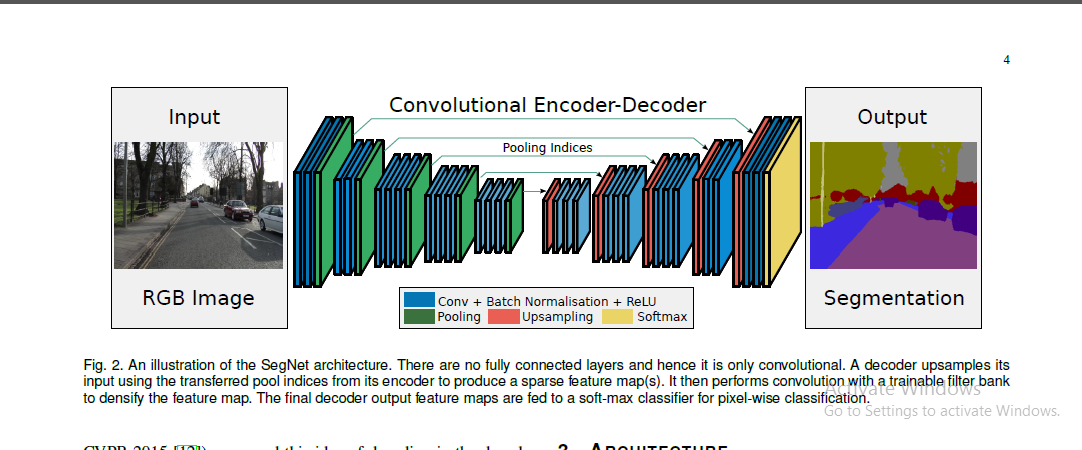 4
Input
Convolutional Encoder-Decoder
Output
Pooling Indices
RGB Image
Segmentation
Conv + Batch Normalisation + ReLU
Pooling Upsampling Softmax
Fig. 2. An illustration of the SegNet architecture. There are no fully connected layers and hence it is only convolutional. A decoder upsamples its
input using the transferred pool indices from its encoder to produce a sparse feature map(s). It then performs convolution with a trainable filter bank
to densify the feature map. The final decoder output feature maps are fed to a soft-max classifier for pixel-wise classification.
Activate Windows
Go to Settings to activate Windows.
3 ARCHITECTURE